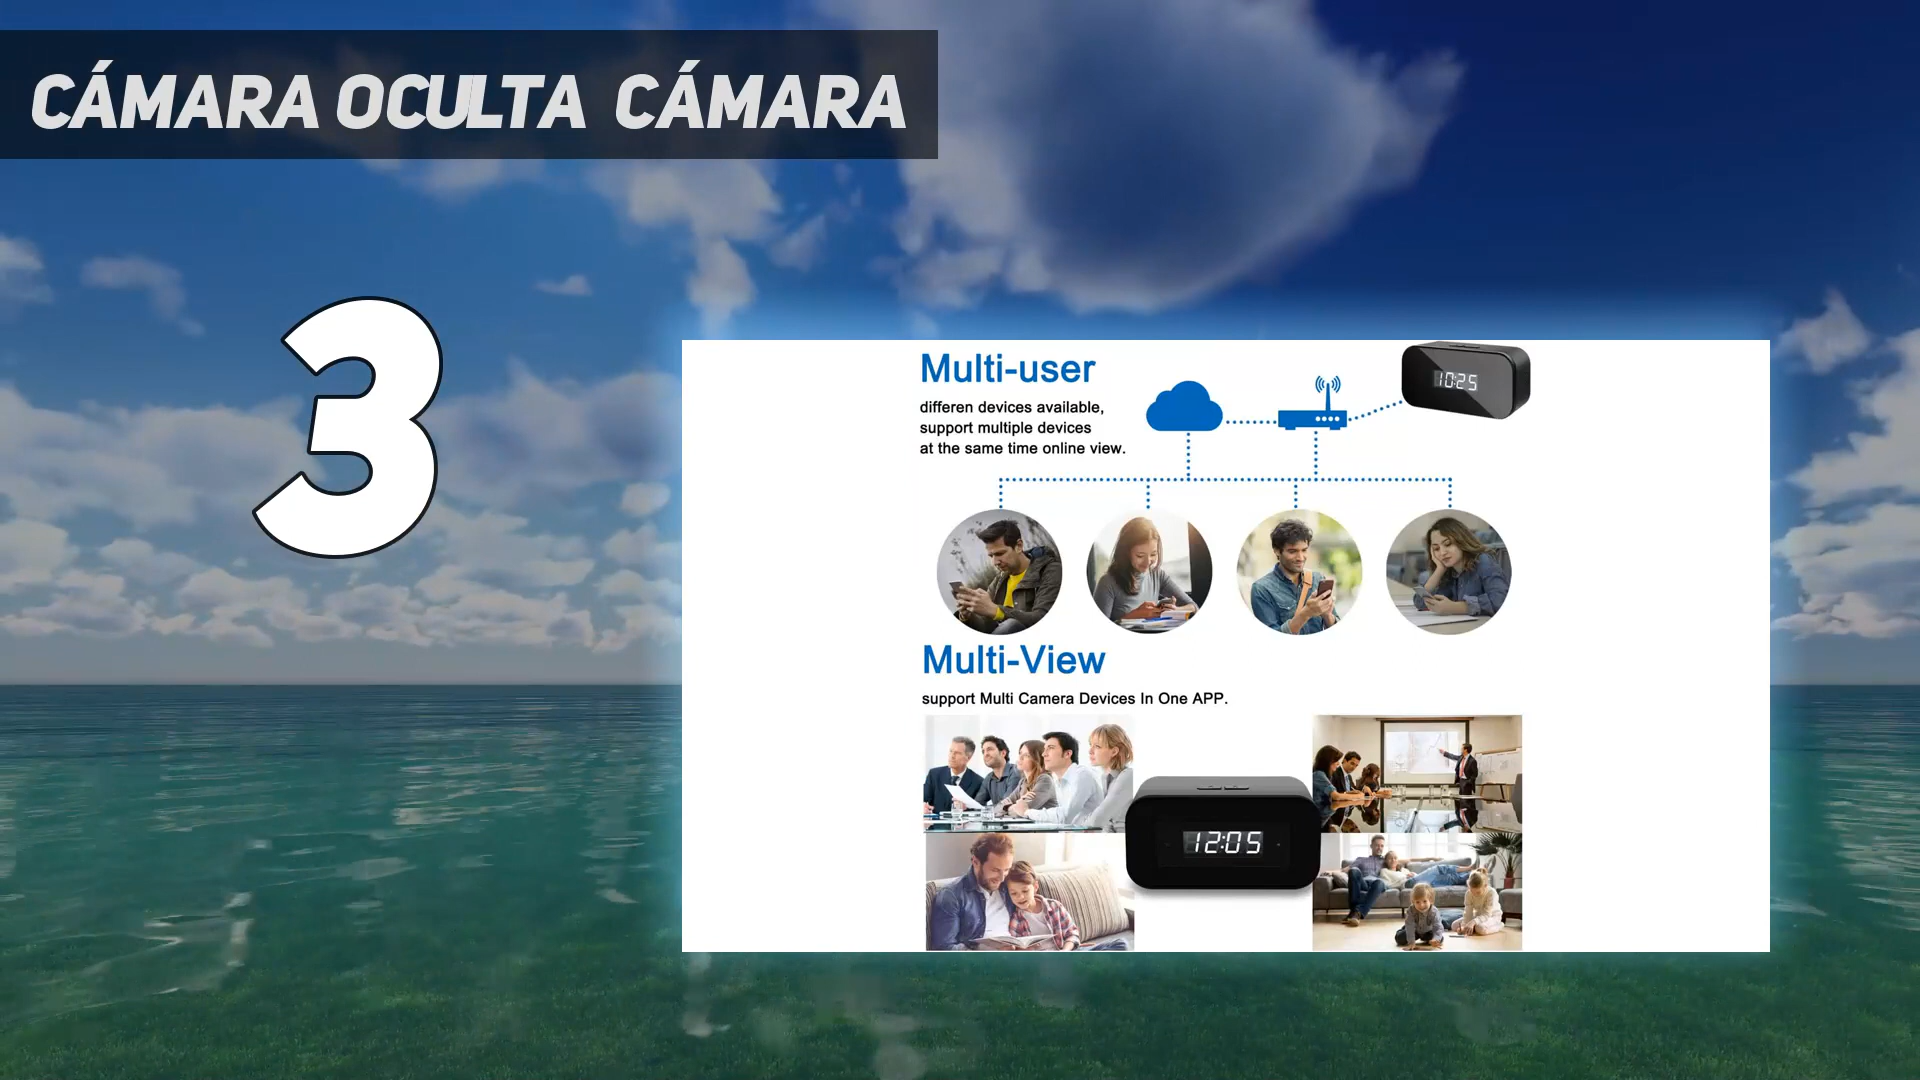 CÁMARA OCULTA CÁMARA
3
Multi-user
differen devices available,
support multiple devices
at the same time online view.
10:25
Multi-View
support Multi Camera Devices In One APP.
12:05